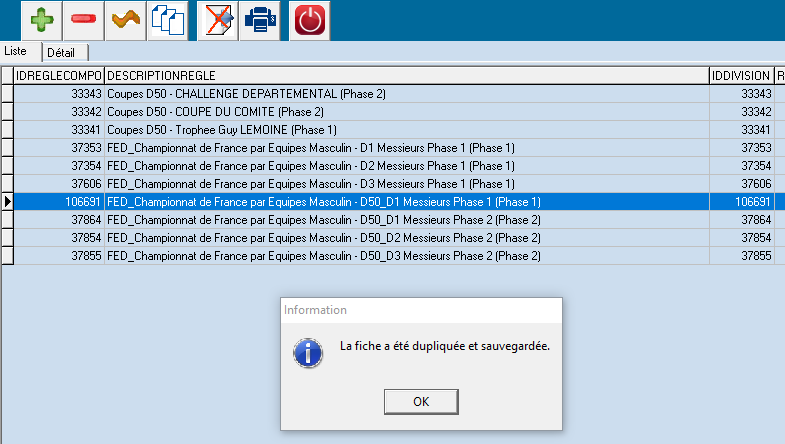 Liste
Détail
IDREGLECOMPO DESCRIPTIONREGLE IDDIVISION R
33343 Coupes D50 - CHALLENGE DEPARTEMENTAL (Phase 2) 33343
33342 Coupes D50 - COUPE DU COMITE (Phase 2) 33342
33341 Coupes D50 - Trophee Guy LEMOINE (Phase 1) 33341
37353 FED_Championnat de France par Equipes Masculin - D1 Messieurs Phase 1 (Phase 1) 37353
37354 FED_Championnat de France par Equipes Masculin - D2 Messieurs Phase 1 (Phase 1) 37354
37606 FED_Championnat de France par Equipes Masculin - D3 Messieurs Phase 1 (Phase 1) 37606
106691 FED_Championnat de France par Equipes Masculin - D50_D1 Messieurs Phase 1 (Phase 1) 106691
37864 FED_Championnat de France par Equipes Masculin - D50_D1 Messieurs Phase 2 (Phase 2) 37864
37854 FED_Championnat de France par Equipes Masculin - D50_D2 Messieurs Phase 2 (Phase 2) 37854
37855 FED_Championnat de France par Equipes Masculin - D50_D3 Messieurs Phase 2 (Phase 2) 37855
Information
La fiche a été dupliquée et sauvegardée.
OK